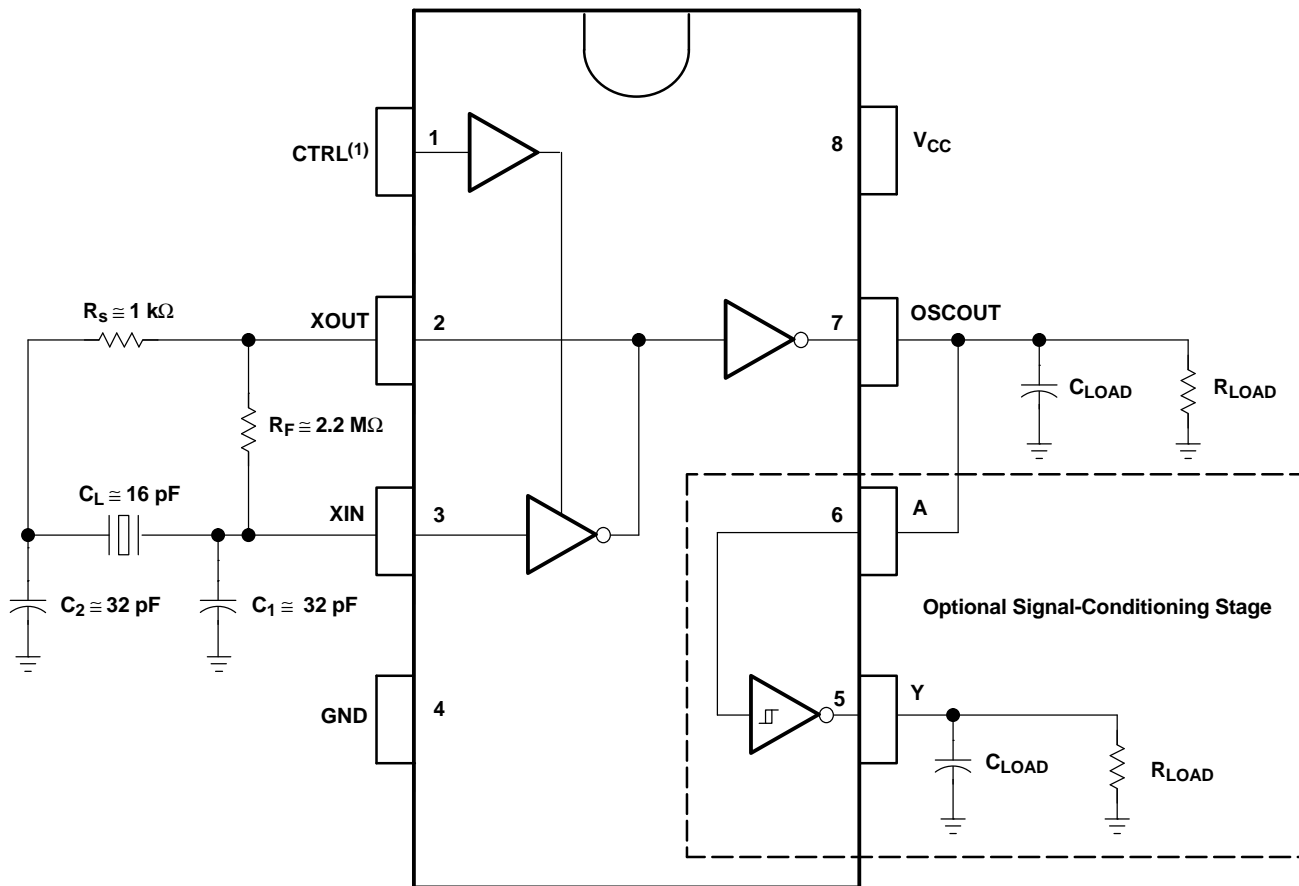 CTRL(1)
1
8
VCC
Rs ≅ 1 kΩ
XOUT
2
7
OSCOUT
RF ≅ 2.2 MΩ
CLOAD
RLOAD
CL ≅ 16 pF
XIN
3
6
A
C2 ≅ 32 pF
C1 ≅ 32 pF
Optional Signal-Conditioning Stage
GND
4
5
Y
CLOAD
RLOAD